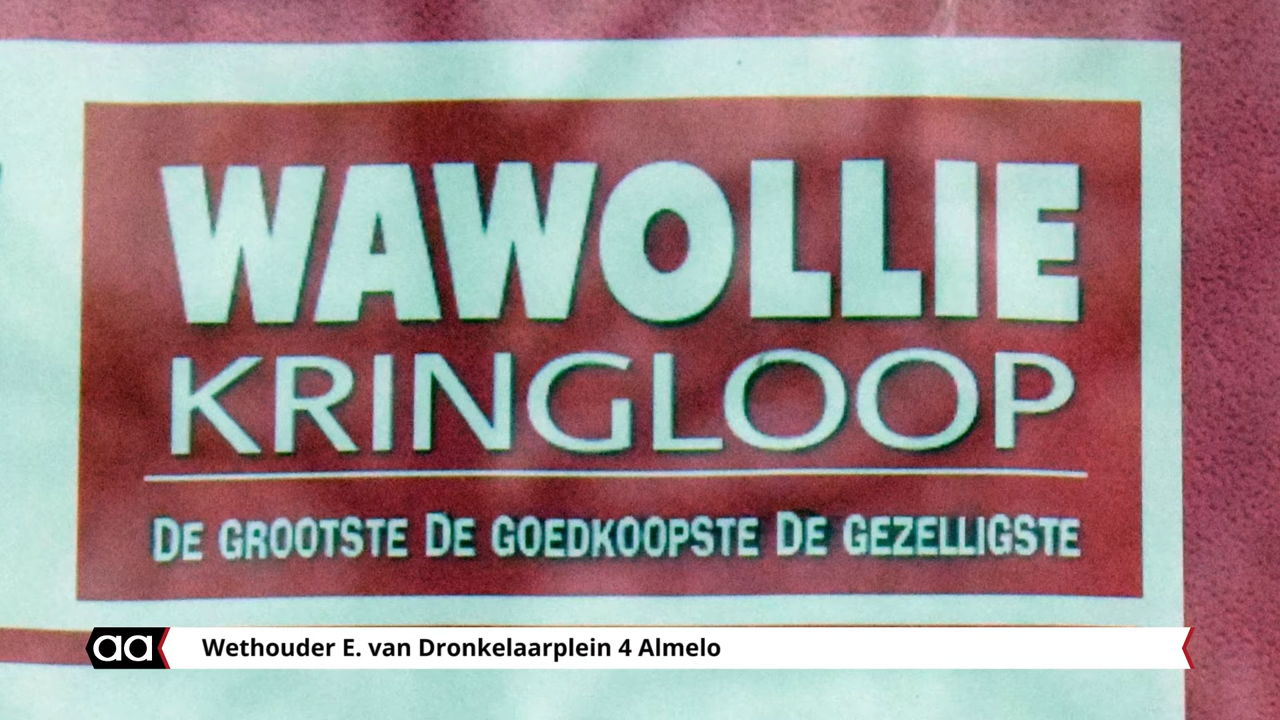 WAWOLLIE
KRINGLOOP
DE GROOTSTE DE GOEDKOOPSTE DE GEZELLIGSTE
aa Wethouder E. van Dronkelaarplein 4 Almelo